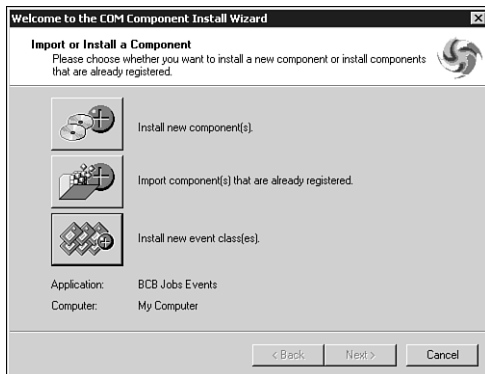 Welcome to the COM Component Install Wizard
Import or Install a Component
Please choose whether you want to install a new component or install components
that are already registered.
Install new component(s).
Import component(s) that are already registered.
Install new event class(es).
Application: BCB Jobs Events
Computer: My Computer
< Back Next > Cancel